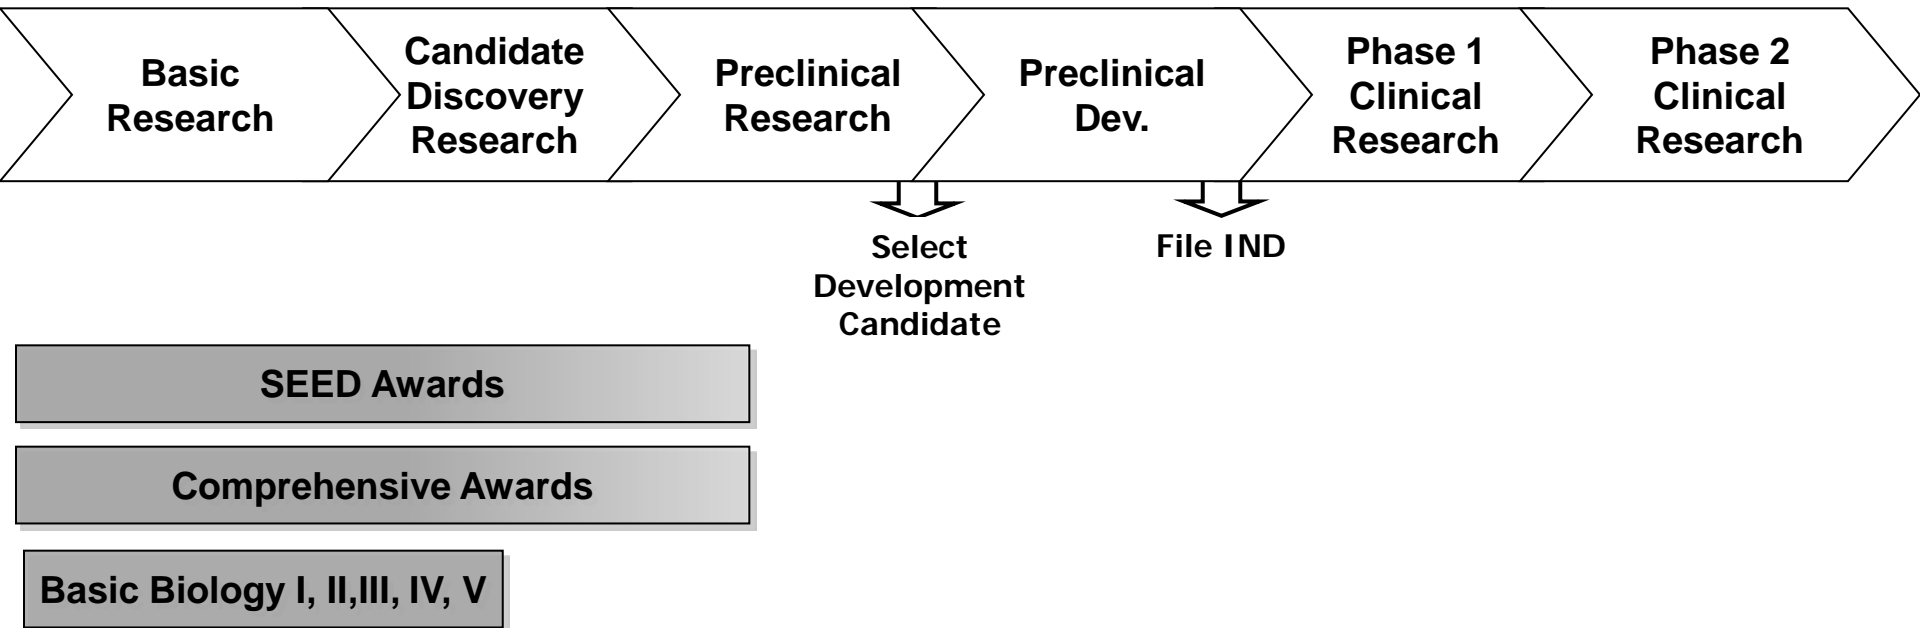 Basic
Research
Candidate
Discovery
Research
Preclinical
Research
Preclinical
Dev.
Phase 1
Clinical
Research
Phase 2
Clinical
Research
Select
Development
Candidate
File IND
SEED Awards
Comprehensive Awards
Basic Biology I, II,III, IV, V